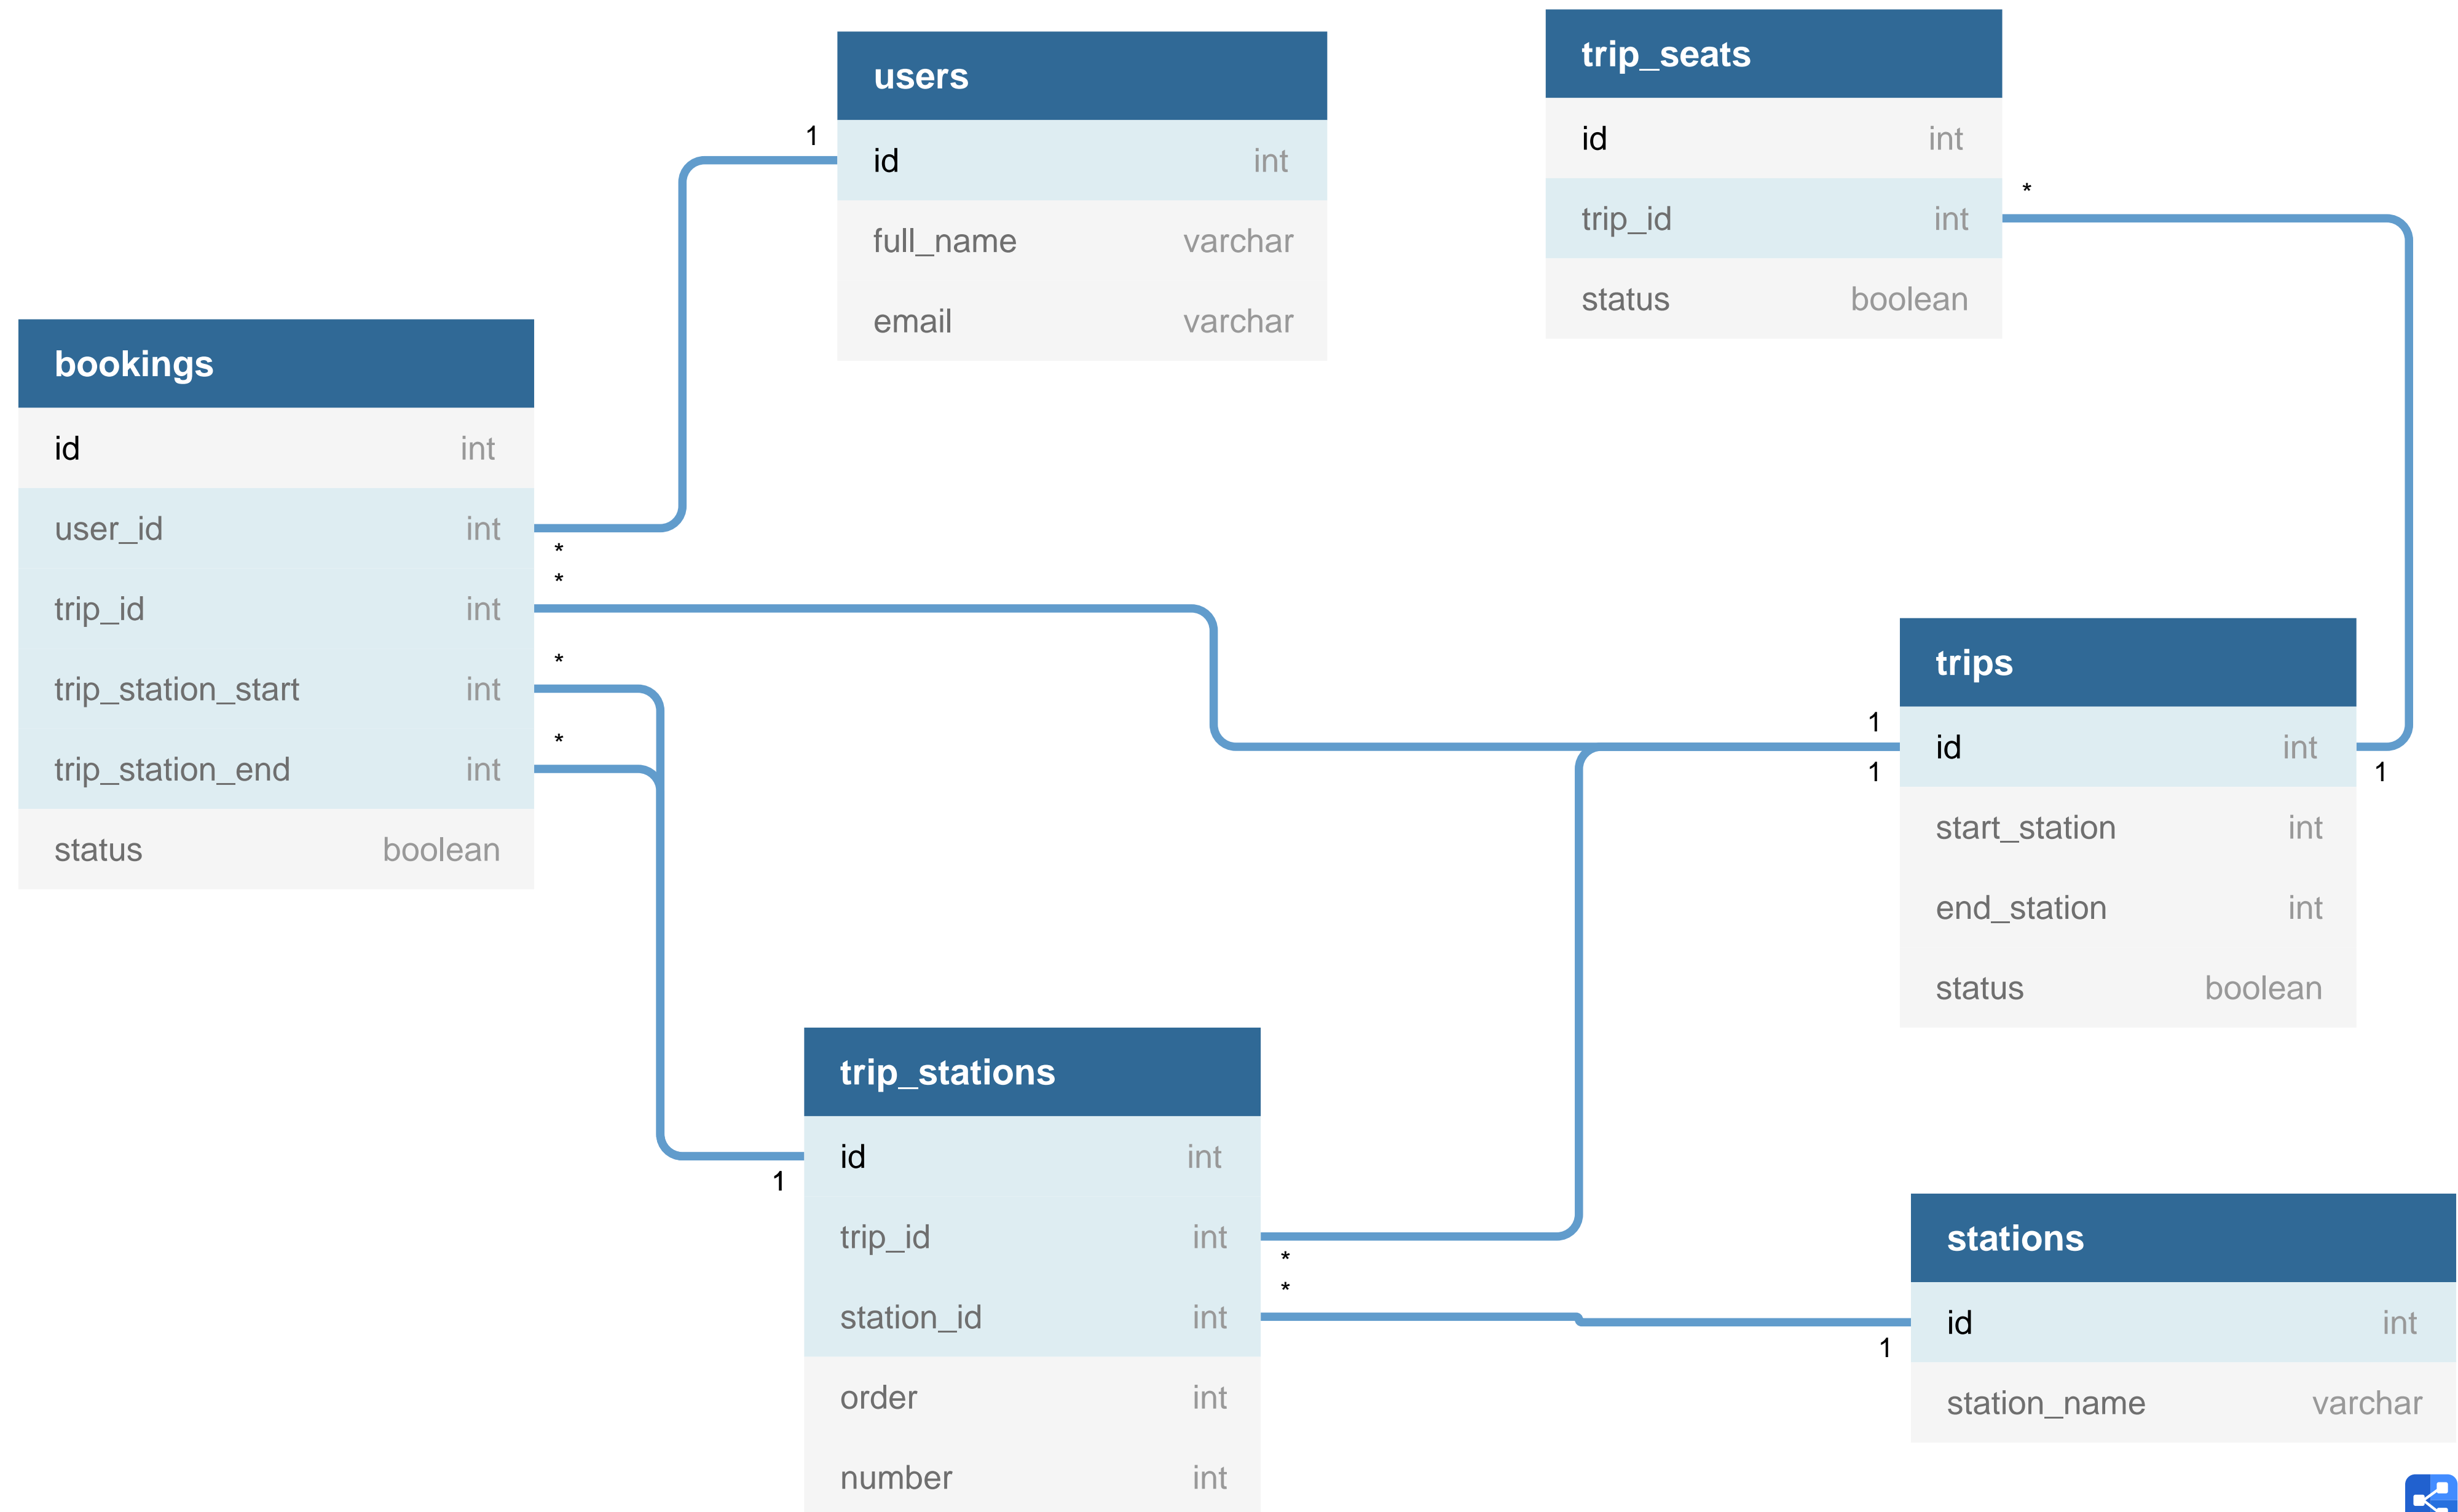 users
1
id int
full_name varchar
email varchar
trip_seats
id int
*
trip_id int
status boolean
bookings
id int
user_id int
*
*
trip_id int
*
trip_station_start int
*
trip_station_end int
status boolean
trips
1
id int
1
1
start_station int
end_station int
status boolean
trip_stations
id int
1
trip_id int
*
*
station_id int
order int
number int
stations
id int
1
station_name varchar